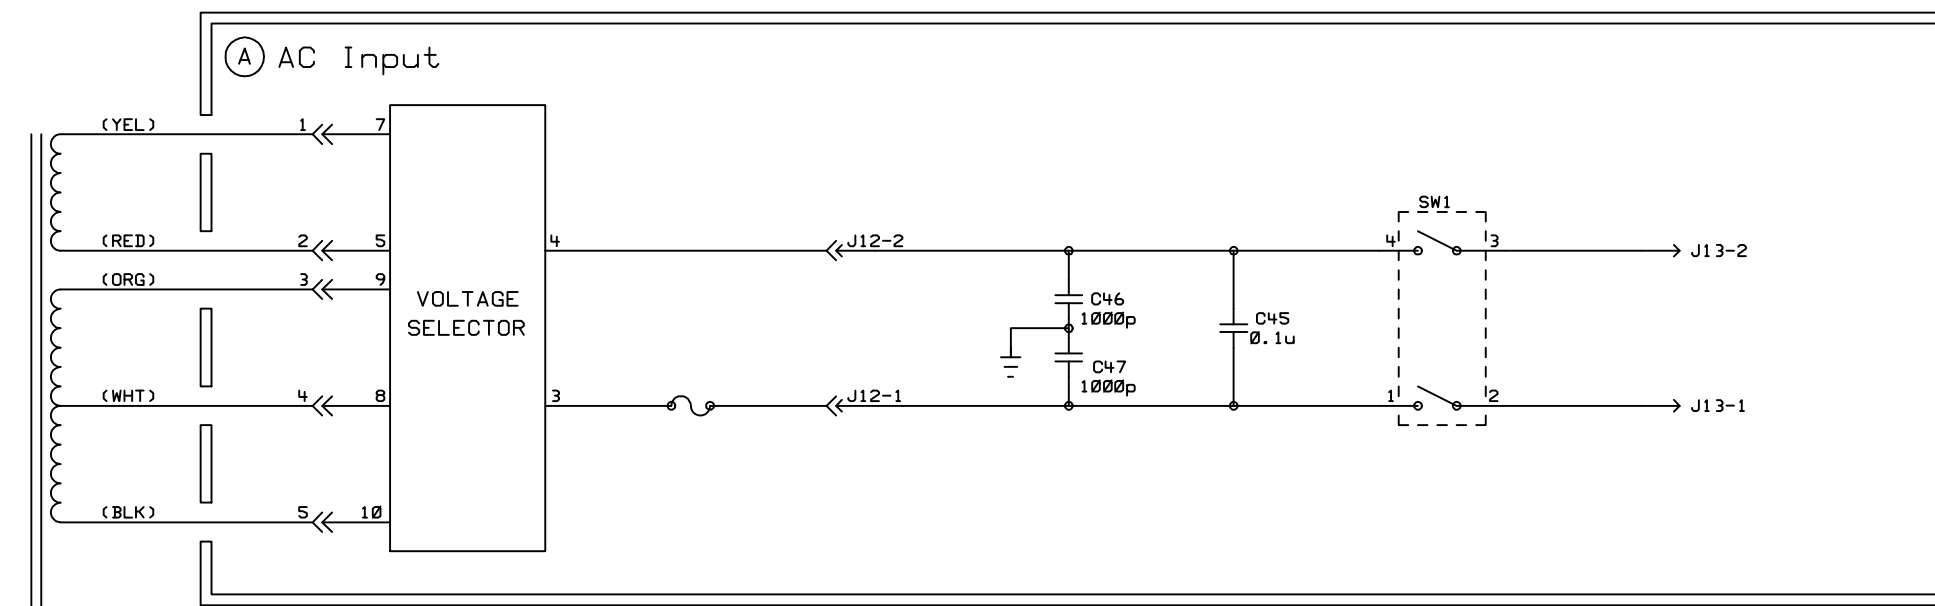 A AC Input
(YEL) 1 7
SW1
(RED) 2 5 4 J12-2 4 3 J13-2
(ORG) 3 9
VOLTAGE
SELECTOR
C46
1000p
C45
0.1u
C47
1000p
(WHT) 4 8 3 J12-1 1 2 J13-1
(BLK) 5 10